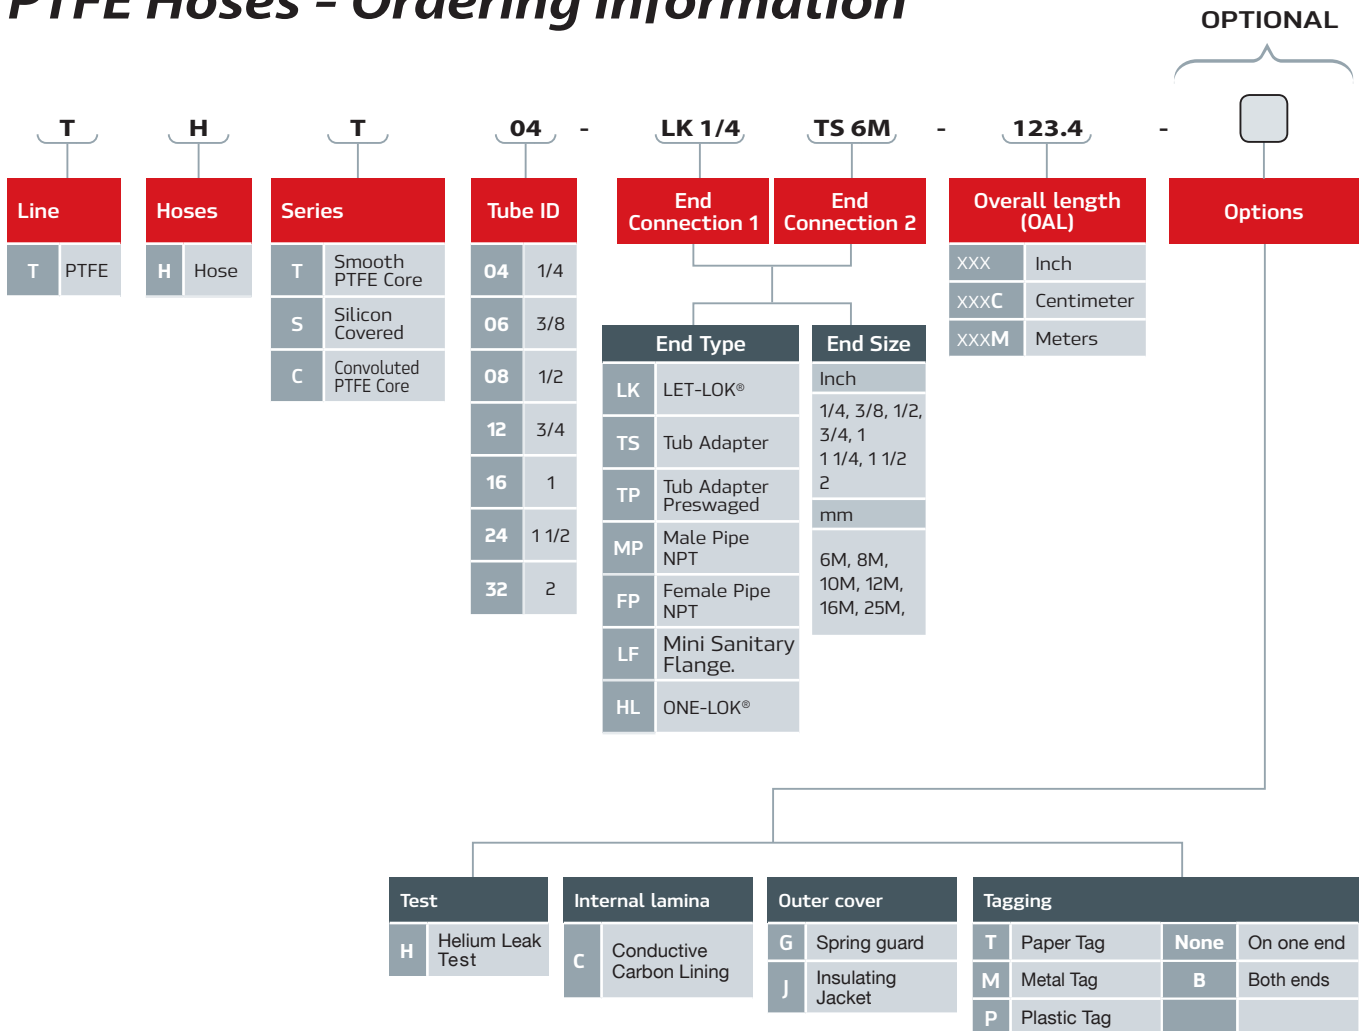 PTFE Hoses – Ordering Information
OPTIONAL
T H T 04 - LK 1/4 TS 6M - 123.4 -
Line
T PTFE
Hoses
H Hose
Series
T Smooth
PTFE Core
S Silicon
Covered
C Convoluted
PTFE Core
Tube ID
04 1/4
06 3/8
08 1/2
12 3/4
16 1
24 1 1/2
32 2
End
Connection 1
End
Connection 2
End Type
LK LET-LOK®
TS Tub Adapter
TP Tub Adapter
Preswaged
MP Male Pipe
NPT
FP Female Pipe
NPT
LF Mini Sanitary
Flange.
HL ONE-LOK®
End Size
Inch
1/4, 3/8, 1/2,
3/4, 1
1 1/4, 1 1/2
2
mm
6M, 8M,
10M, 12M,
16M, 25M,
Overall length
(OAL)
XXX Inch
XXXC Centimeter
XXXM Meters
Options
Test
H Helium Leak
Test
Internal lamina
C Conductive
Carbon Lining
Outer cover
G Spring guard
J Insulating
Jacket
Tagging
T Paper Tag None On one end
M Metal Tag B Both ends
P Plastic Tag